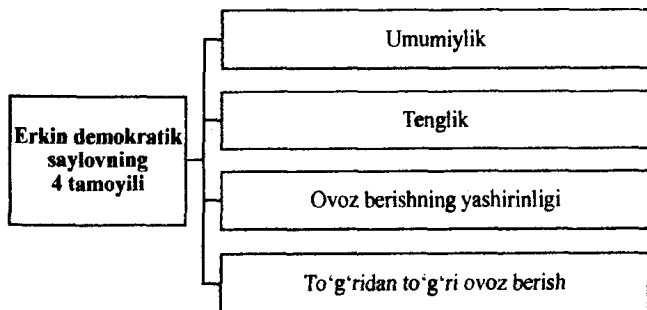 Erkin demokratik
saylovning
4 tamoyili
Umumiylik
Tenglik
Ovoz berishning yashirinligi
To‘g‘ridan to‘g‘ri ovoz berish